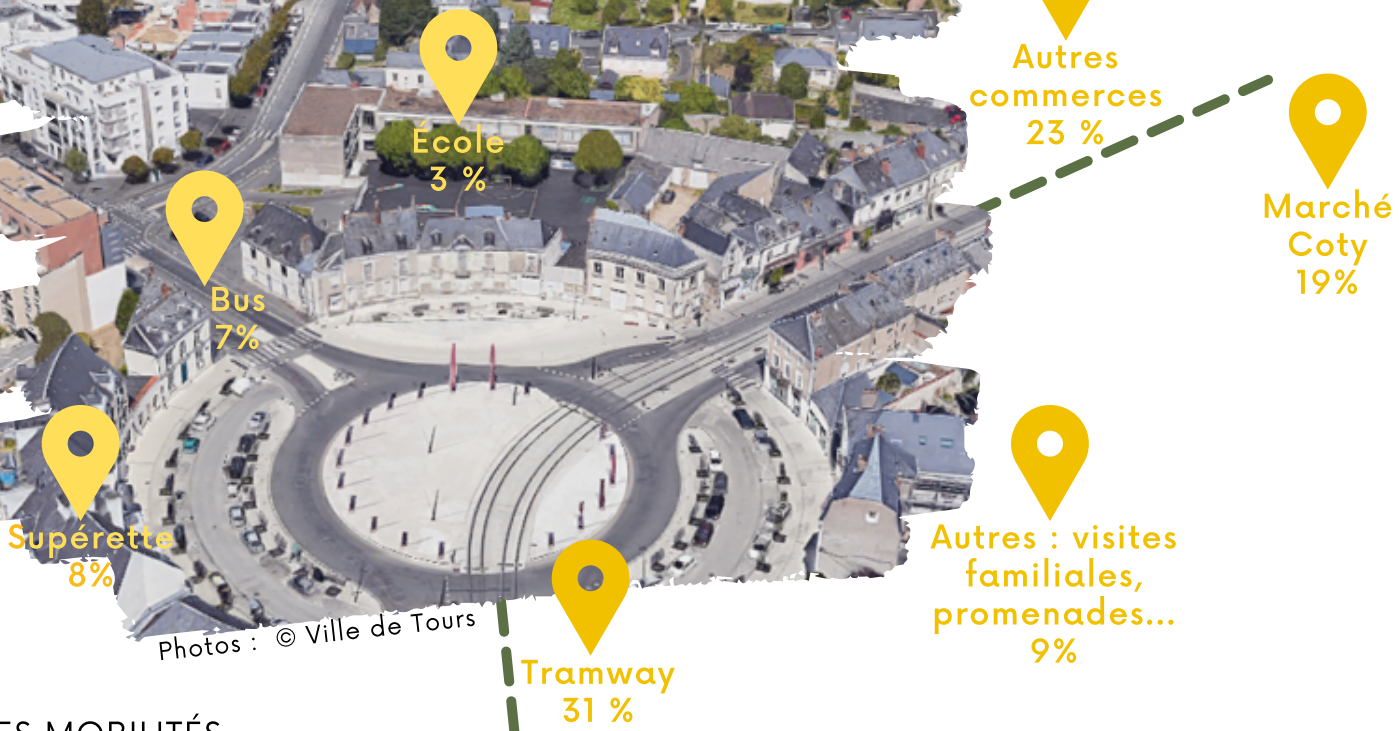 Autres
commerces
23 %
École
3 %
Marché
Coty
19%
Bus
7%
Supérette
8%
Autres : visites
familiales,
promenades...
9%
Photos : © Ville de Tours
Tramway
31 %
MOBILITÉS